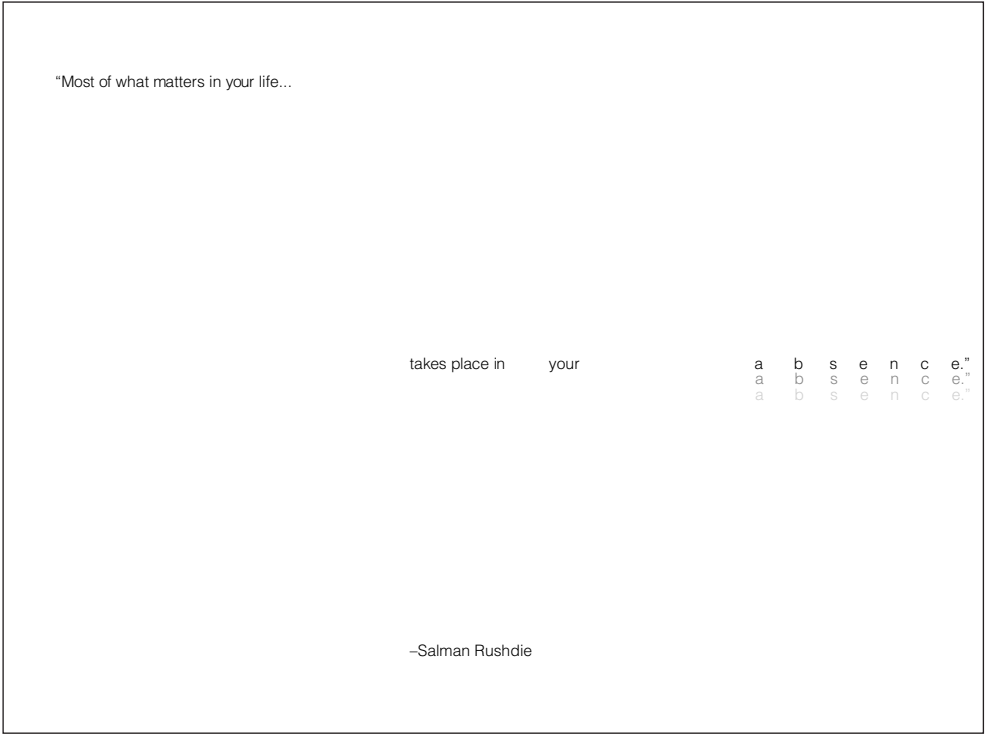 “Most of what matters in your life...
takes place in your a b s e n c e.”
a b s e n c e.”
a b s e n c e.”
–Salman Rushdie